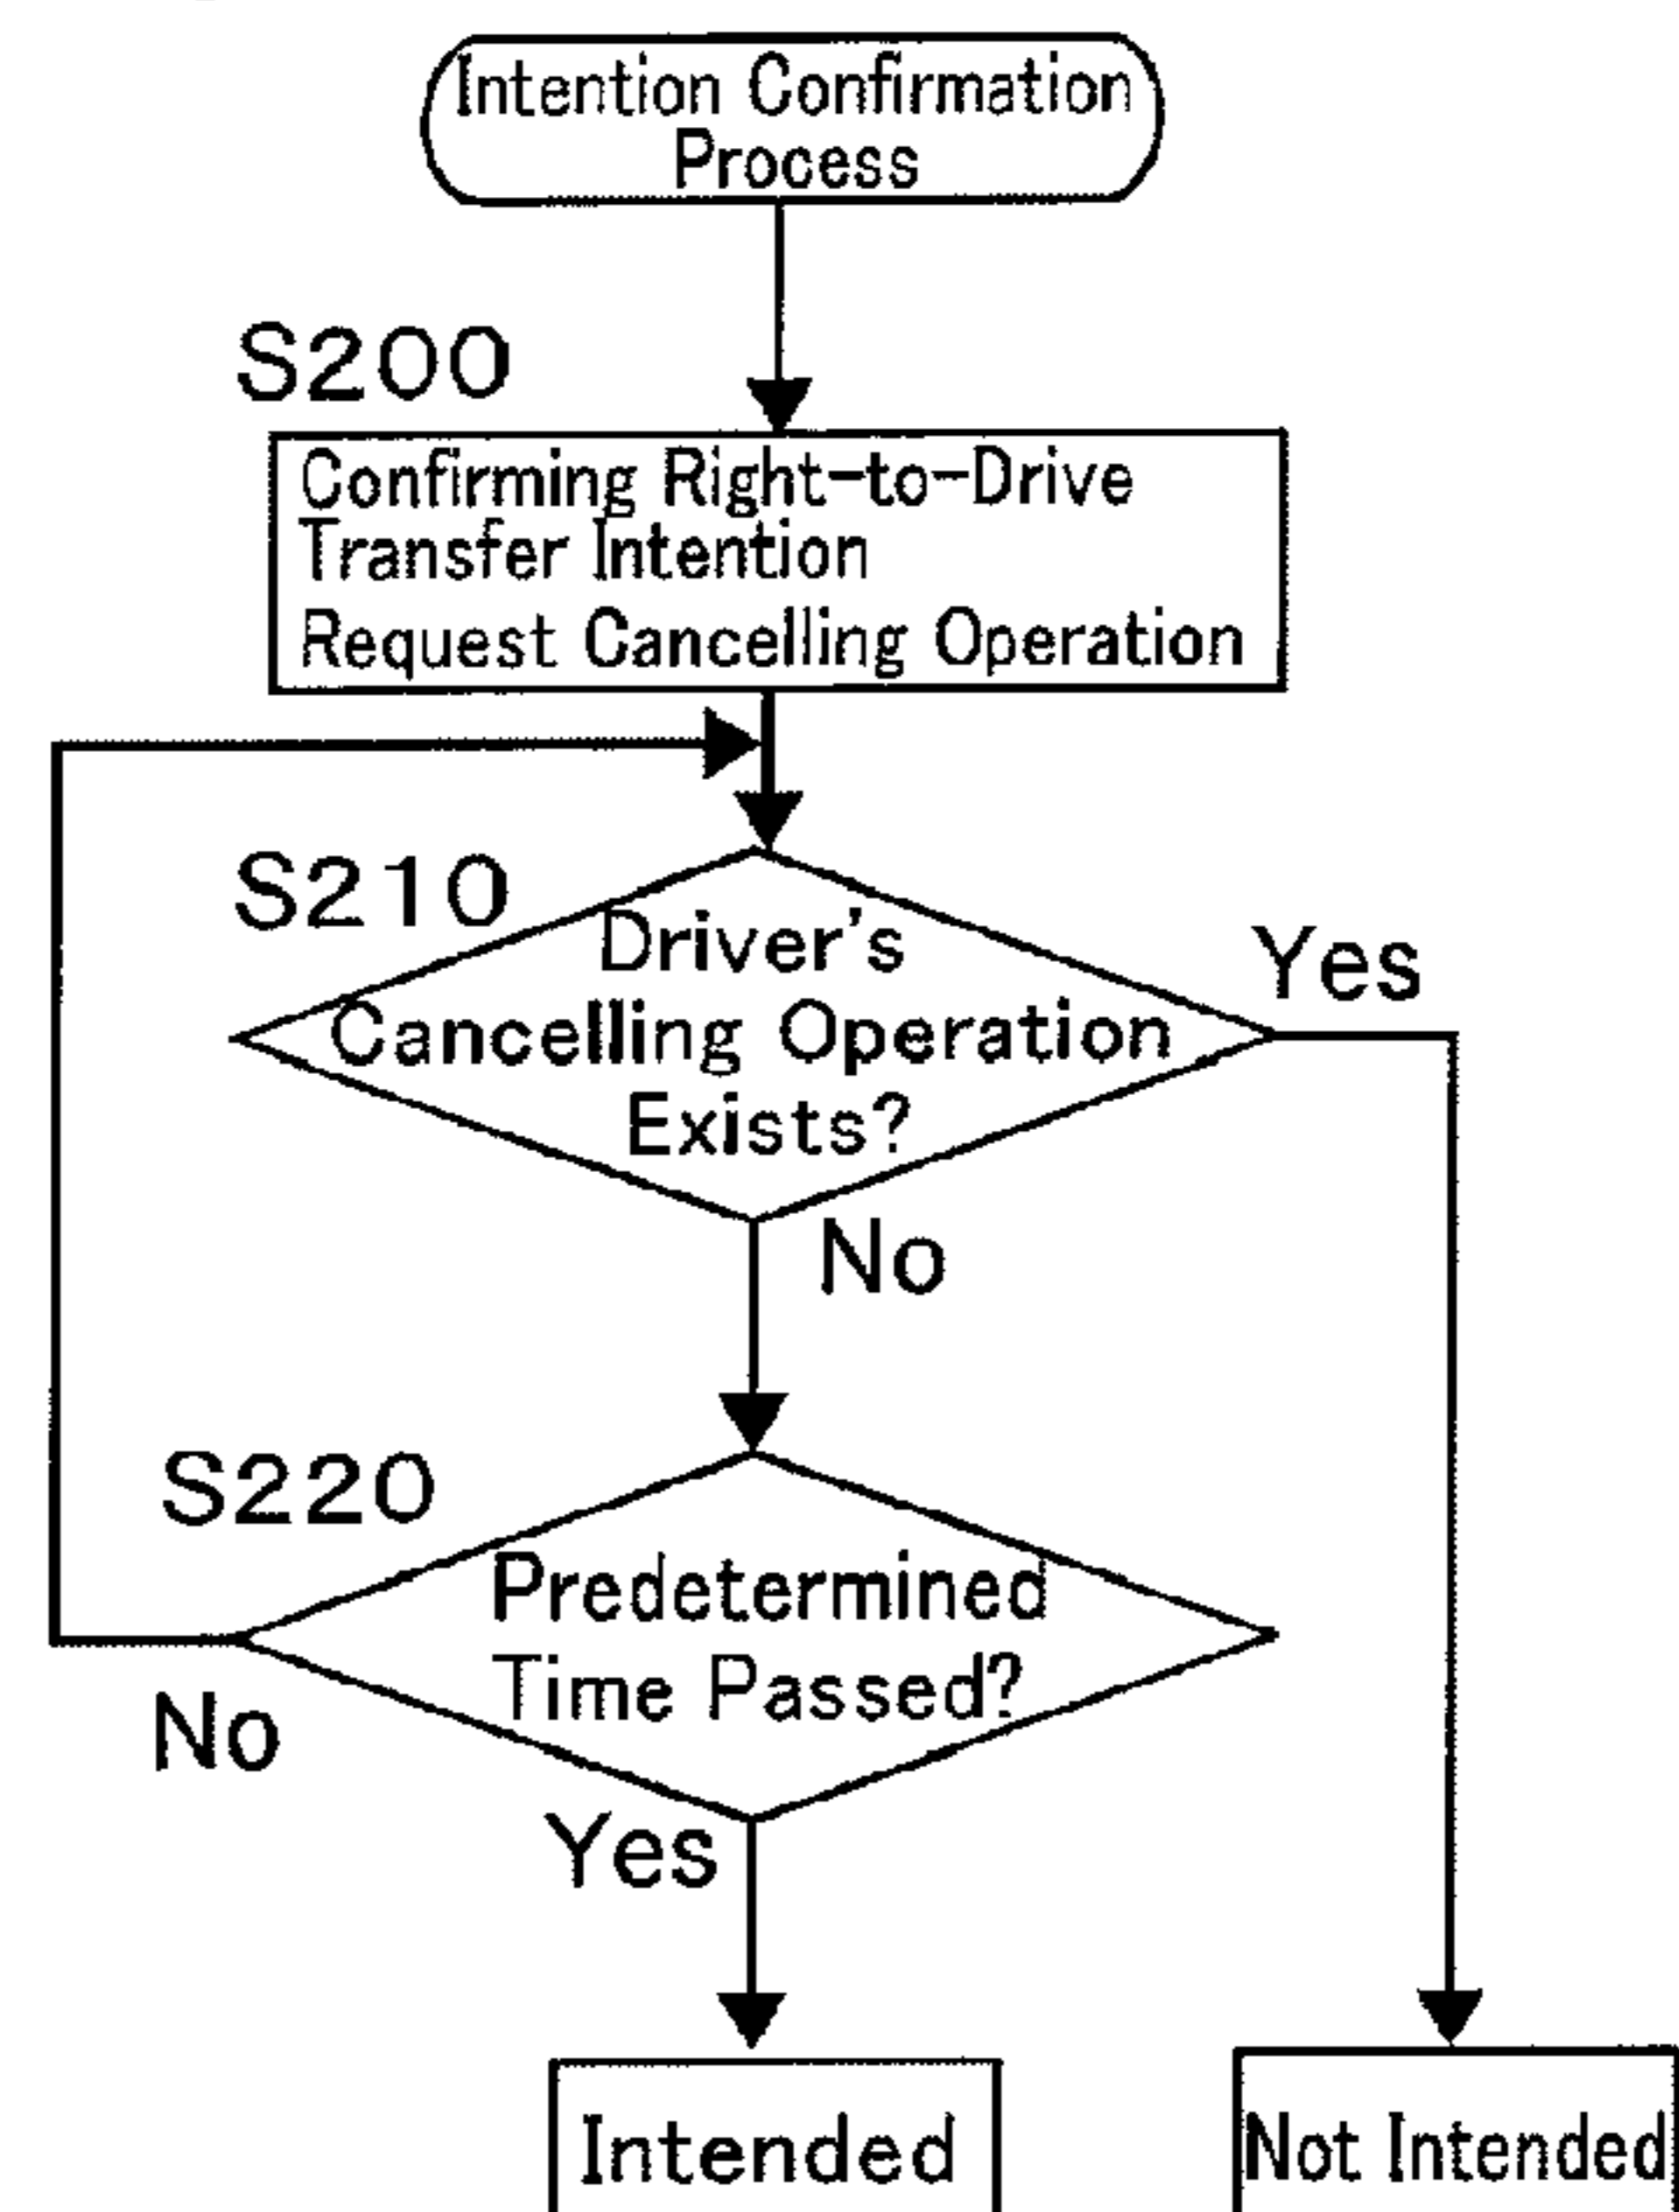 Intention Confirmation
Process
S200
Confirming Right-to-Drive
Transfer Intention
Request Cancelling Operation
S210
Driver's
Cancelling Operation
Exists?
Yes
No
S220
Predetermined
Time Passed?
No
Yes
Intended
Not Intended